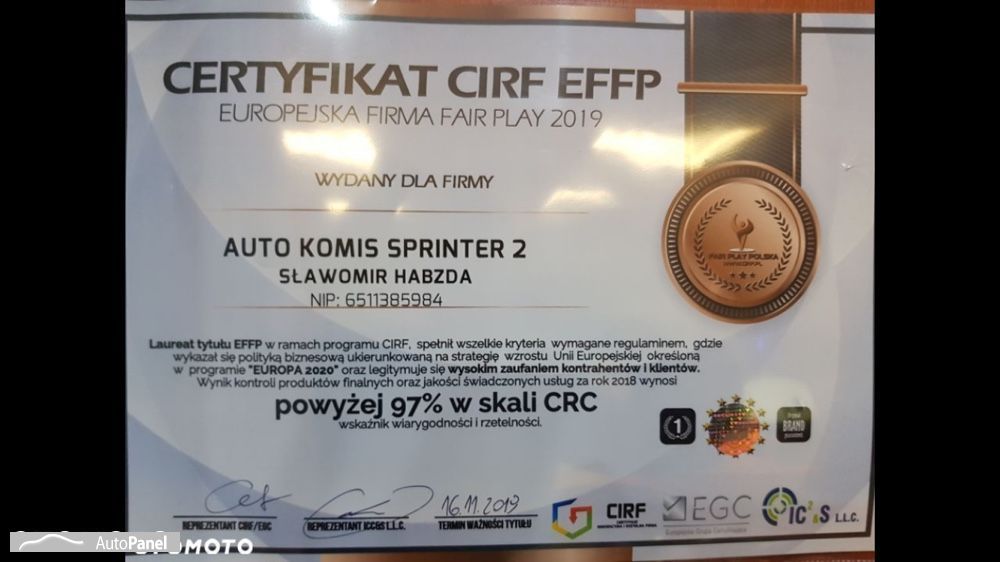 CERTYFIKAT CIRF EFFP
EUROPEJSKA FIRMA FAIR PLAY 2019
WYDANY DLA FIRMY
AUTO KOMIS SPRINTER 2
SŁAWOMIR HABZDA
NIP: 6511385984
FAIR PLAY POLSKA
Laureat tytułu EFFP w ramach programu CIRF, spełnił wszelkie kryteria wymagane regulaminem, gdzie
wykazał się polityką biznesową ukierunkowaną na strategię wzrostu Unii Europejskiej określoną
w programie "EUROPA 2020" oraz legitymuje się wysokim zaufaniem kontrahentów i klientów.
Wynik kontroli produktów finalnych oraz jakości świadczonych usług za rok 2018 wynosi
powyżej 97% w skali CRC
wskaźnik wiarygodności i rzetelności.
1
BRAND
16.11.2019
REPREZENTANT CIRF/EGC
REPREZENTANT ICC&S L.L.C.
TERMIN WAŻNOŚCI TYTUŁU
CIRF
EGC
IC²&S L.L.C.
AutoPanel
OTOMOTO